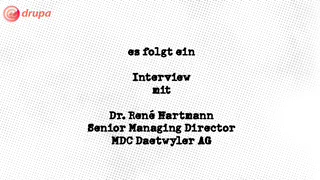 drupa
es folgt ein
Interview
mit
Dr. René Hartmann
Senior Managing Director
MDC Daetwyler AG